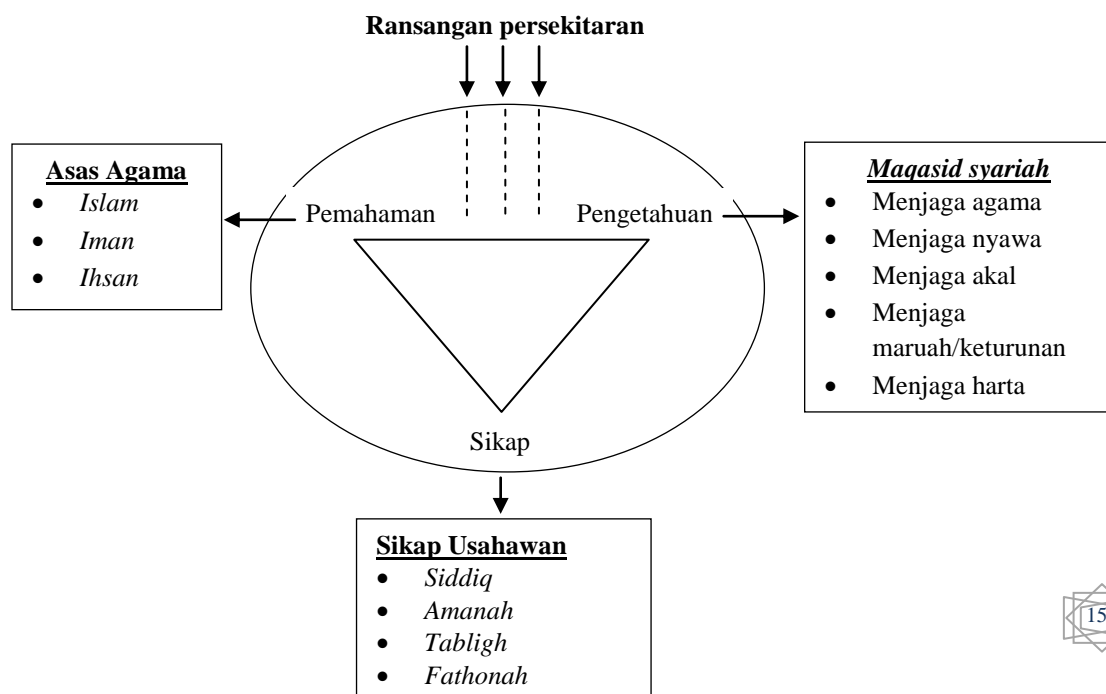 Ransangan persekitaran
Asas Agama
• Islam
• Iman
• Ihsan
Pemahaman
Pengetahuan
Maqasid syariah
• Menjaga agama
• Menjaga nyawa
• Menjaga akal
• Menjaga
maruah/keturunan
• Menjaga harta
Sikap
Sikap Usahawan
• Siddiq
• Amanah
• Tabligh
• Fathonah
15